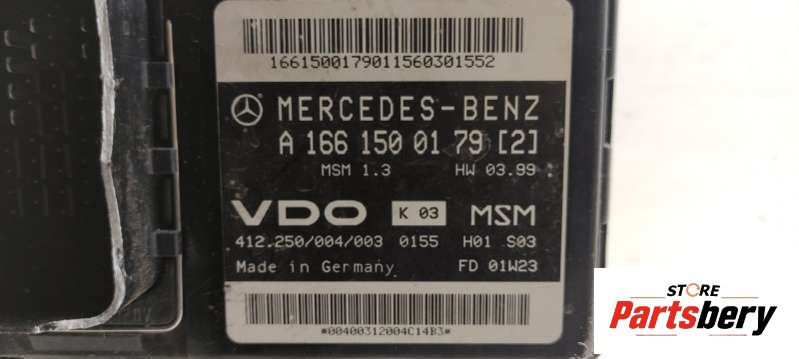 1661500179011560301552
MERCEDES-BENZ
A 166 150 01 79 [2]
MSM 1.3 HW 03.99
VDO K 03 MSM
412.250/004/003 0155 H01 S03
Made in Germany FD 01W23
*00400312004C14B3*
STORE
Partsbery